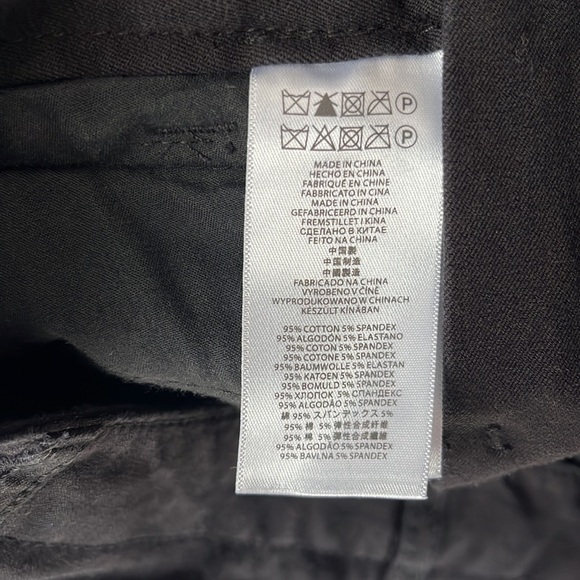 P
P
MADE IN CHINA
HECHO EN CHINA
FABRIQUÉ EN CHINE
FABBRICATO IN CINA
MADE IN CHINA
GEFABRICEERD IN CHINA
FREMSTILLET I KINA
СДЕЛАНО В КИТАЕ
FEITO NA CHINA
中国製
中国制造
中國製造
FABRICADO NA CHINA
VYROBENO V ČÍNĚ
WYPRODUKOWANO W CHINACH
KÉSZÜLT KÍNÁBAN
95% COTTON 5% SPANDEX
95% ALGODÓN 5% ELASTANO
95% COTON 5% SPANDEX
95% COTONE 5% SPANDEX
95% BAUMWOLLE 5% ELASTAN
95% KATOEN 5% SPANDEX
95% BOMULD 5% SPANDEX
95% ХЛОПОК 5% СПАНДЕКС
95% ALGODÃO 5% SPANDEX
綿 95% スパンデックス 5%
95% 棉 5% 弹性合成纤维
95% 棉 5% 彈性合成纖維
95% ALGODÃO 5% SPANDEX
95% BAVLNA 5% SPANDEX